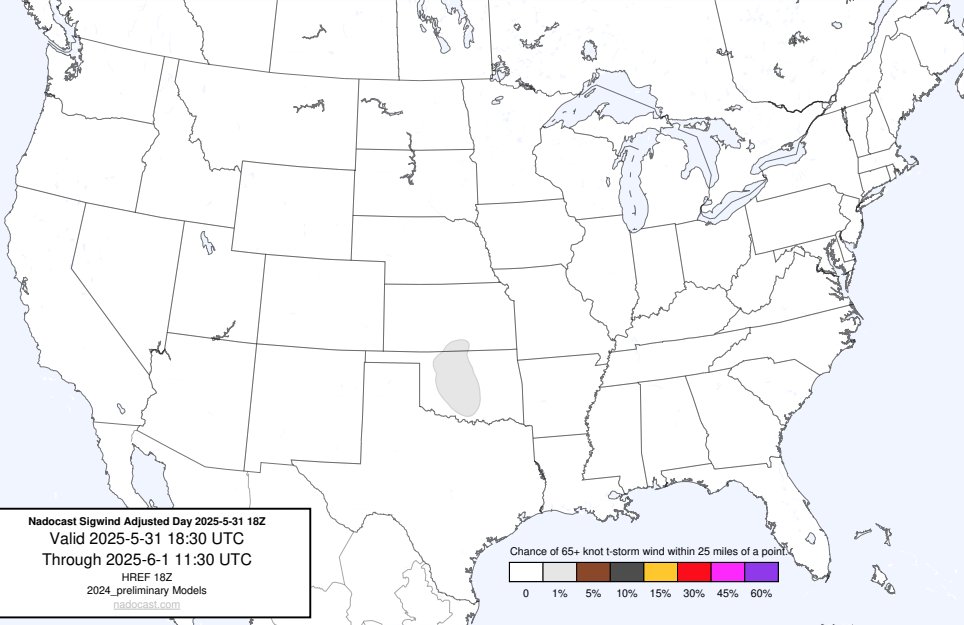 Nadocast Sigwind Adjusted Day 2025-5-31 18Z
Valid 2025-5-31 18:30 UTC
Through 2025-6-1 11:30 UTC
HREF 18Z
2024_preliminary Models
nadocast.com
Chance of 65+ knot t-storm wind within 25 miles of a point.
0 1% 5% 10% 15% 30% 45% 60%